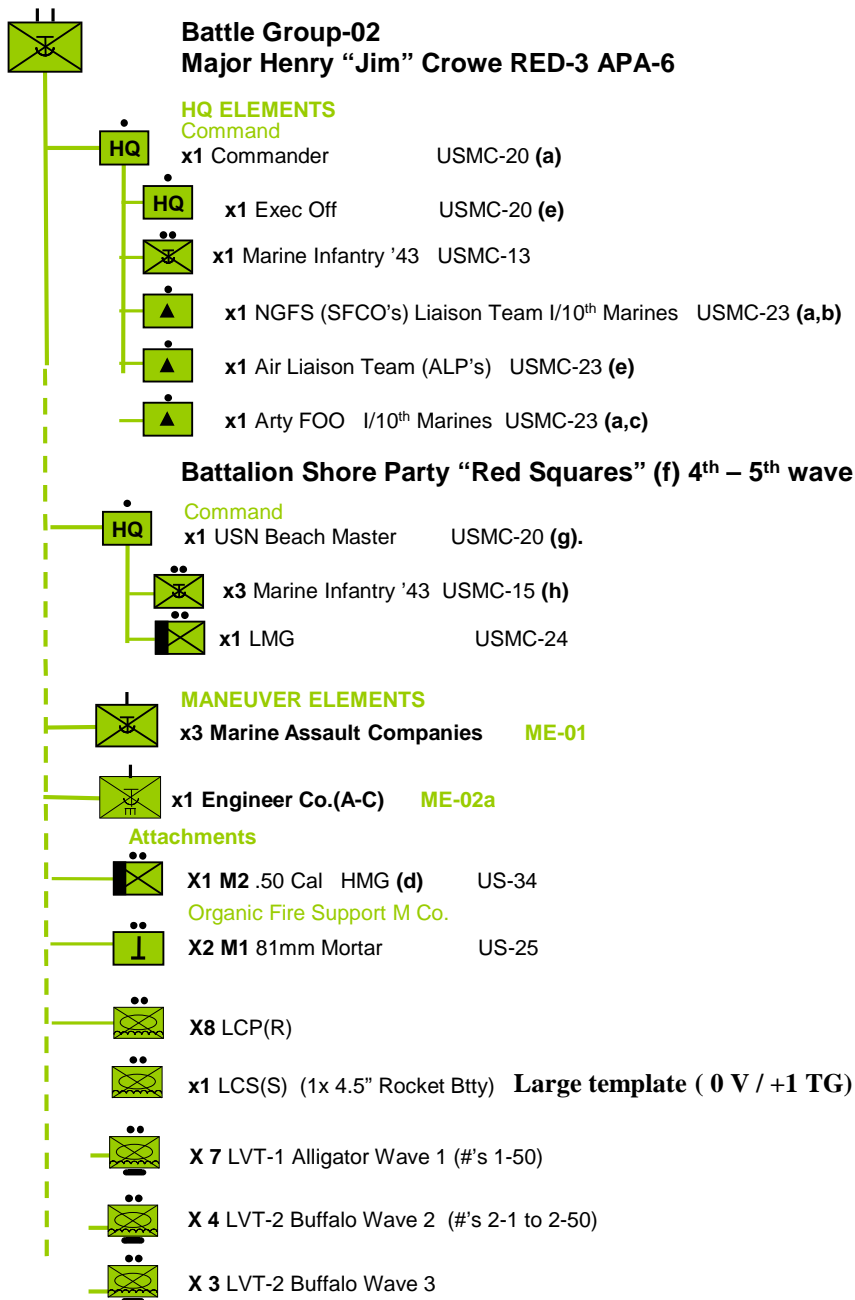 Battle Group-02
Major Henry “Jim” Crowe RED-3 APA-6
HQ ELEMENTS
Command
HQ
x1 Commander USMC-20 (a)
HQ
x1 Exec Off USMC-20 (e)
x1 Marine Infantry ’43 USMC-13
x1 NGFS (SFCO’s) Liaison Team I/10th Marines USMC-23 (a,b)
x1 Air Liaison Team (ALP’s) USMC-23 (e)
x1 Arty FOO I/10th Marines USMC-23 (a,c)
Battalion Shore Party “Red Squares” (f) 4th – 5th wave
Command
HQ
x1 USN Beach Master USMC-20 (g).
x3 Marine Infantry ’43 USMC-15 (h)
x1 LMG USMC-24
MANEUVER ELEMENTS
x3 Marine Assault Companies ME-01
E
x1 Engineer Co.(A-C) ME-02a
Attachments
X1 M2 .50 Cal HMG (d) US-34
Organic Fire Support M Co.
X2 M1 81mm Mortar US-25
X8 LCP(R)
x1 LCS(S) (1x 4.5” Rocket Btty) Large template ( 0 V / +1 TG)
X 7 LVT-1 Alligator Wave 1 (#’s 1-50)
X 4 LVT-2 Buffalo Wave 2 (#’s 2-1 to 2-50)
X 3 LVT-2 Buffalo Wave 3